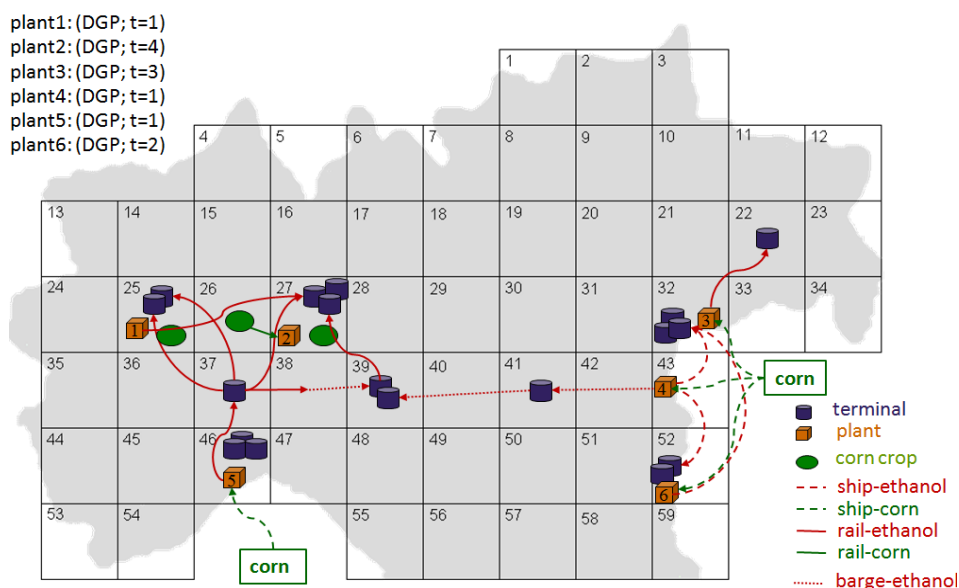 plant1: (DGP; t=1)
plant2: (DGP; t=4)
plant3: (DGP; t=3)
plant4: (DGP; t=1)
plant5: (DGP; t=1)
plant6: (DGP; t=2)
1 2 3
4 5 6 7 8 9 10 11 12
13 14 15 16 17 18 19 20 21 22 23
24 25 26 27 28 29 30 31 32 33 34
1 2 3
35 36 37 38 39 40 41 42 43
4
corn
44 45 46 47 48 49 50 51 52
5 6
53 54 55 56 57 58 59
corn
terminal
plant
corn crop
ship-ethanol
ship-corn
rail-ethanol
rail-corn
barge-ethanol